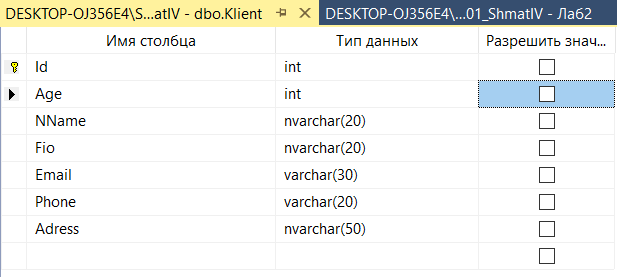 DESKTOP-OJ356E4\S...atIV - dbo.Klient DESKTOP-OJ356E4\...01_ShmatIV - Лаб2
Имя столбца Тип данных Разрешить знач...
Id int
Age int
NName nvarchar(20)
Fio nvarchar(20)
Email varchar(30)
Phone varchar(20)
Adress nvarchar(50)